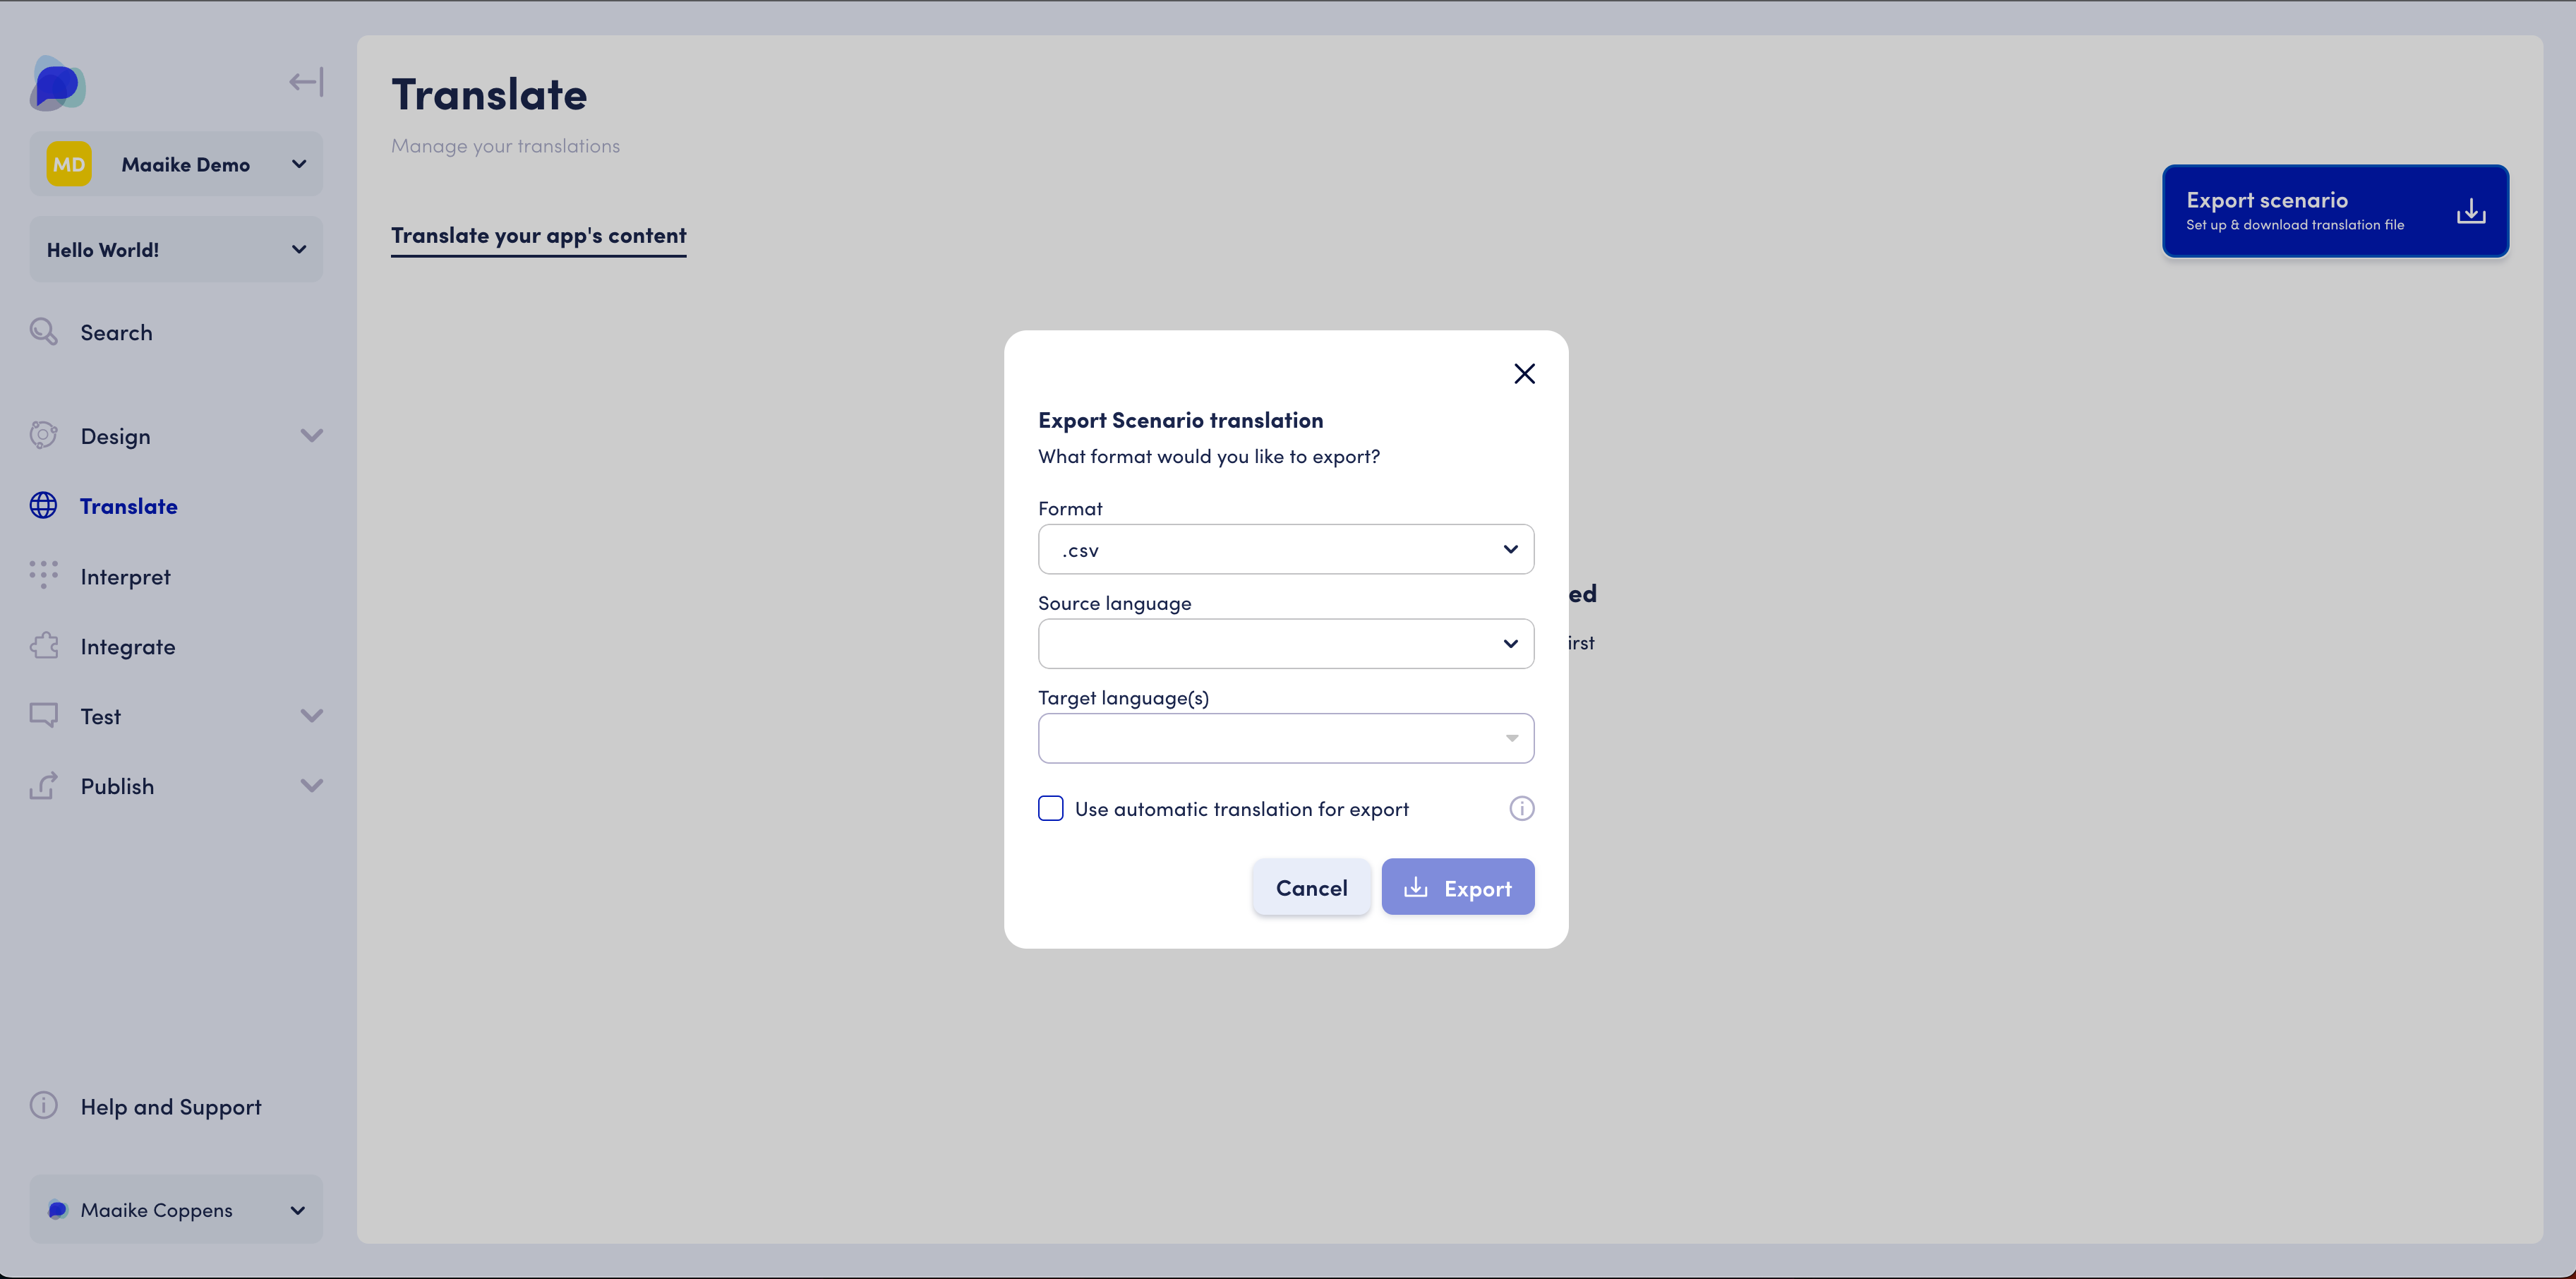 MD
Maaike Demo
Hello World!
Search
Design
Translate
Interpret
Integrate
Test
Publish
Help and Support
Maaike Coppens
Translate
Manage your translations
Translate your app's content
Export scenario
Set up & download translation file
Export Scenario translation
What format would you like to export?
Format
.csv
Source language
Target language(s)
Use automatic translation for export
Cancel
Export